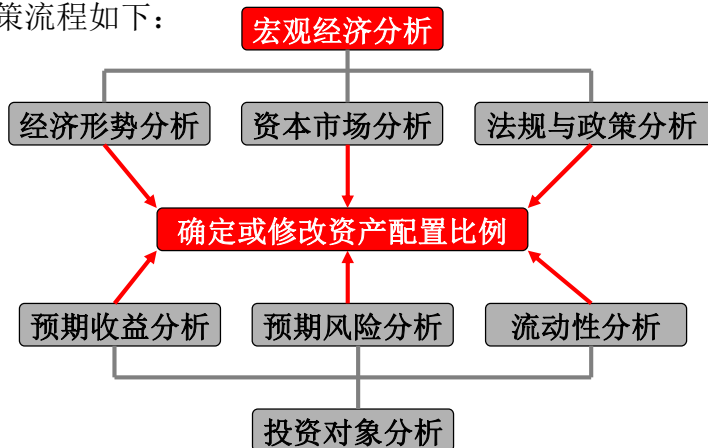 策流程如下：
宏观经济分析
经济形势分析
资本市场分析
法规与政策分析
确定或修改资产配置比例
预期收益分析
预期风险分析
流动性分析
投资对象分析